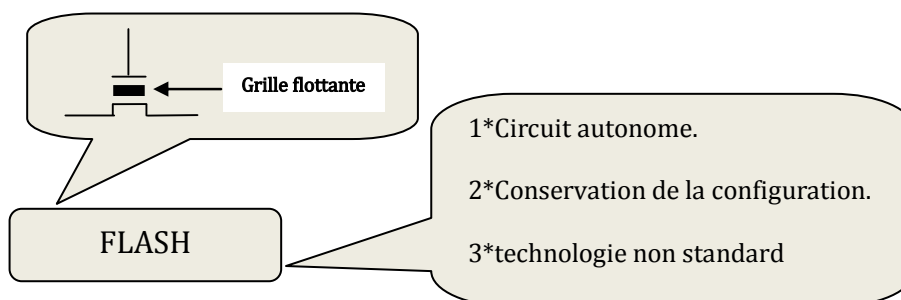 Grille flottante
FLASH
1*Circuit autonome.
2*Conservation de la configuration.
3*technologie non standard